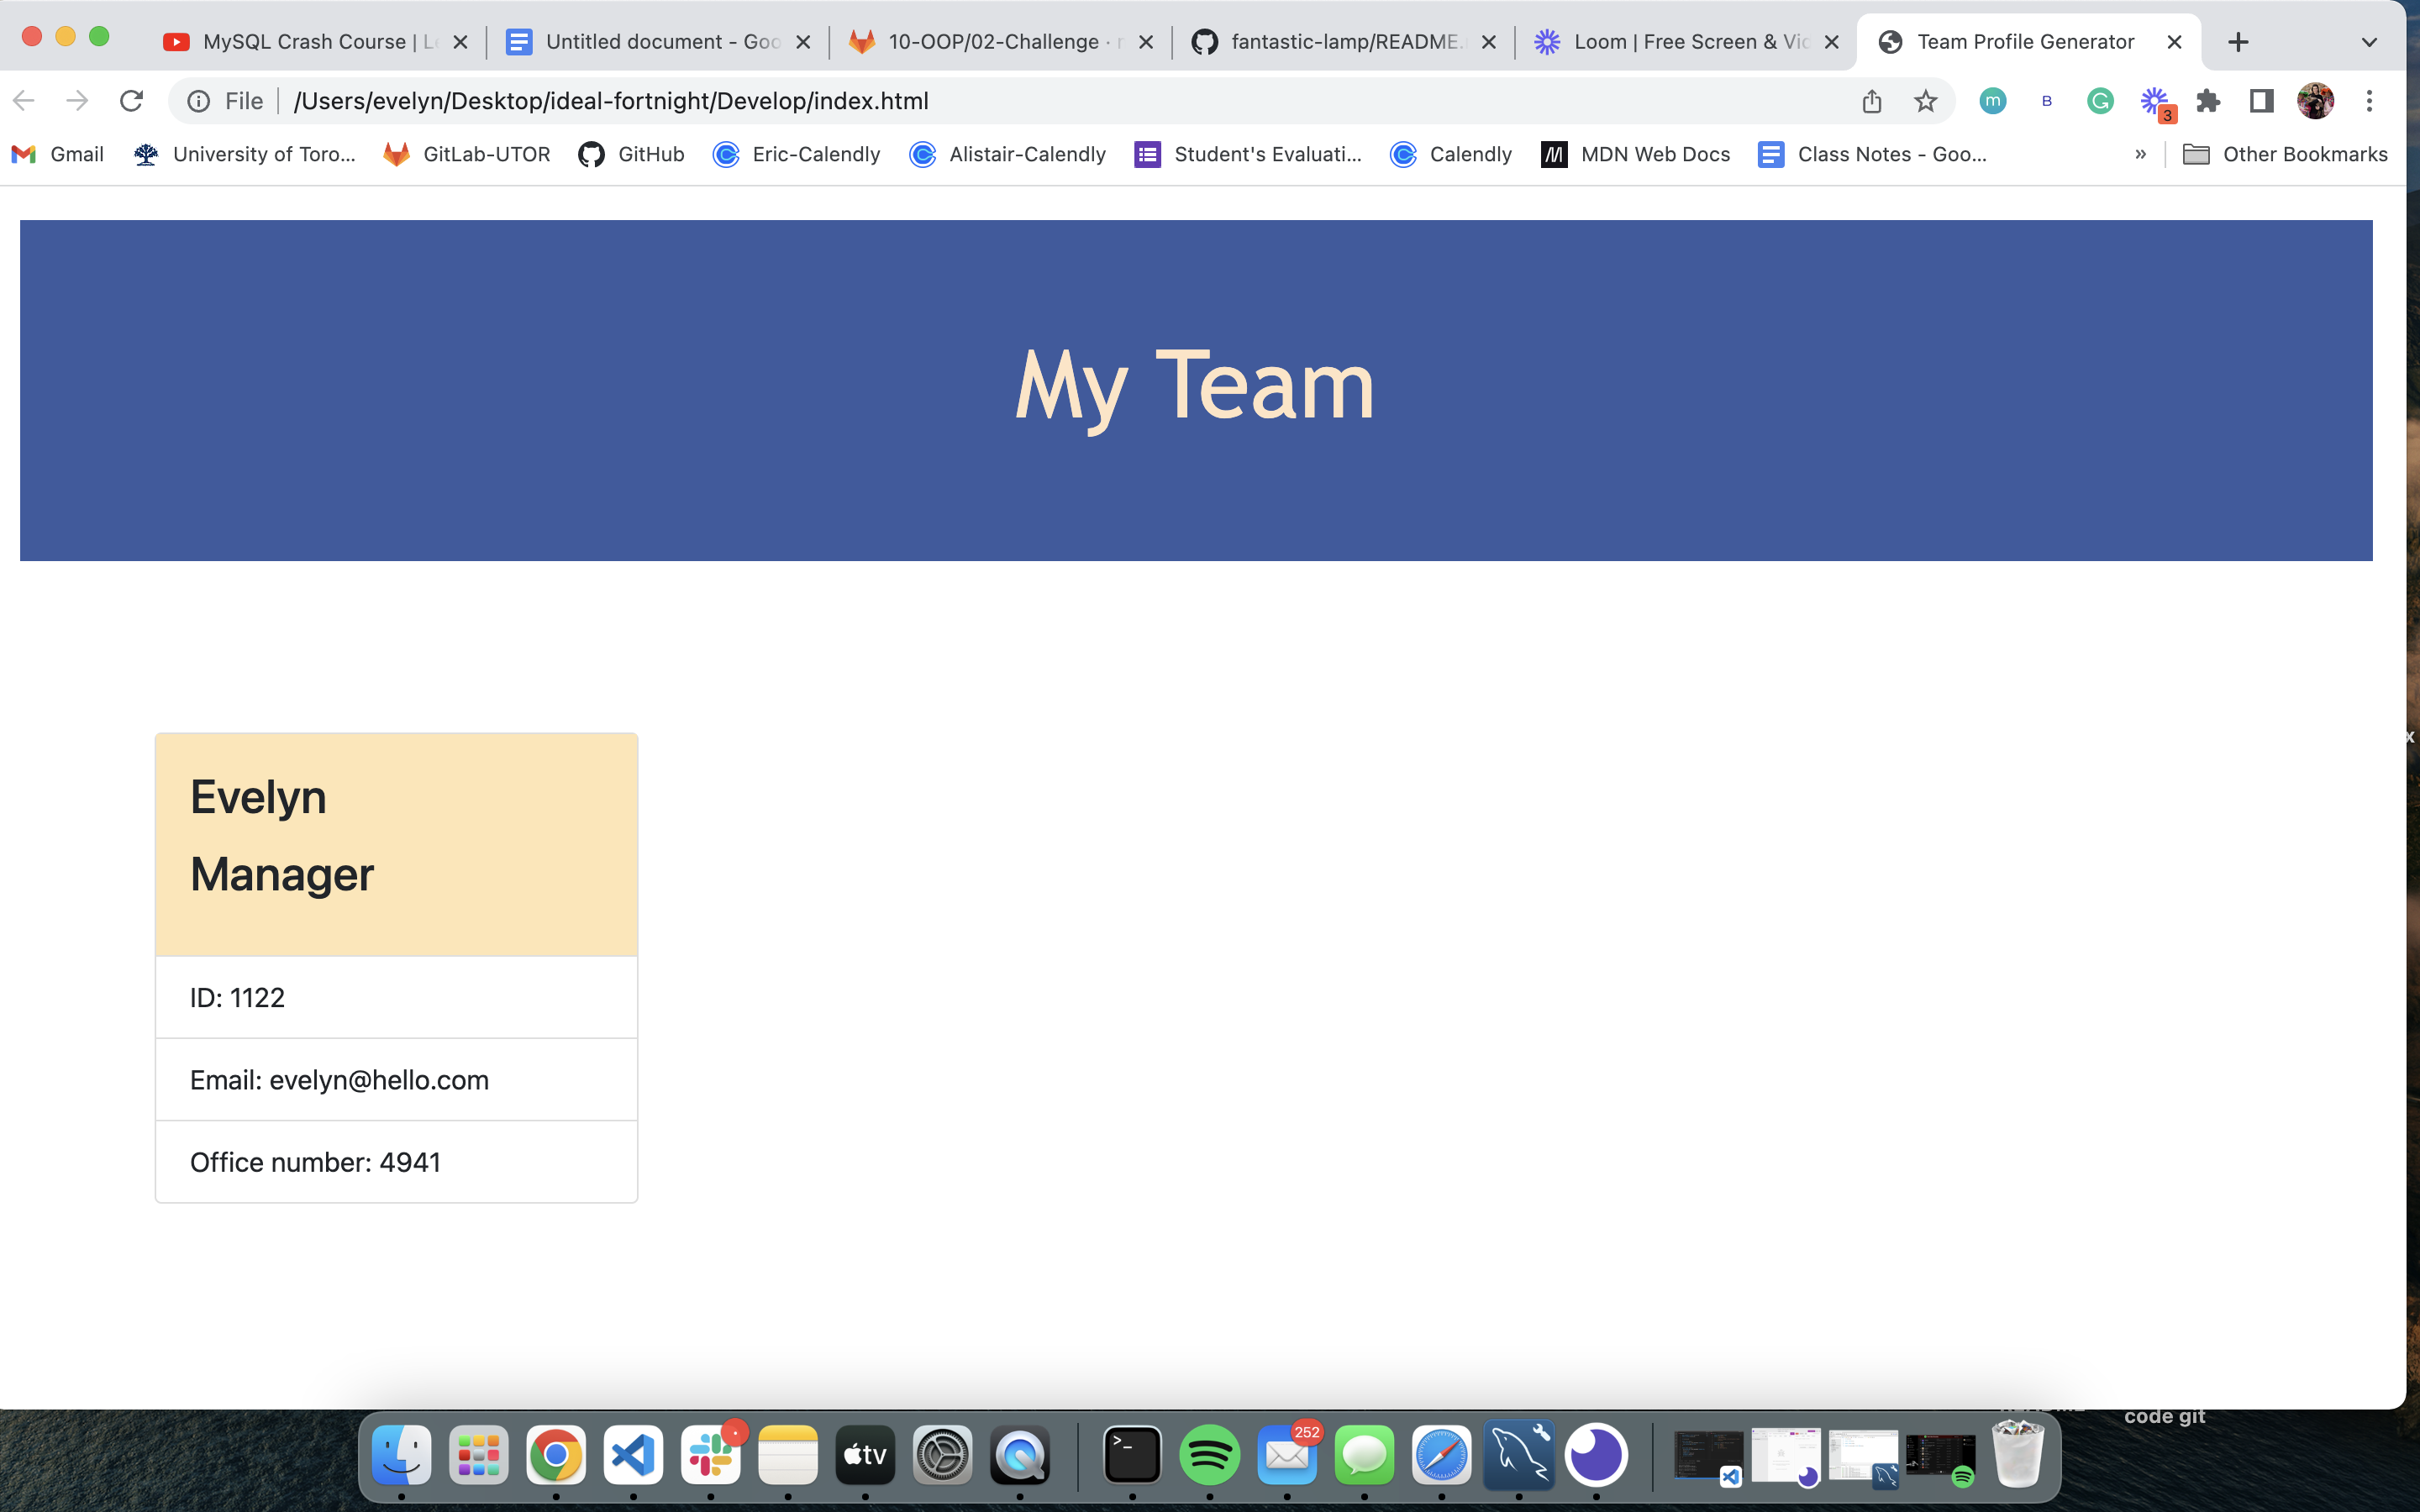 MySQL Crash Course | L
Untitled document - Goo
10-OOP/02-Challenge ·
fantastic-lamp/README.
Loom | Free Screen & Vic
Team Profile Generator
File
/Users/evelyn/Desktop/ideal-fortnight/Develop/index.html
m
B
G
3
Gmail
University of Toro...
GitLab-UTOR
GitHub
Eric-Calendly
Alistair-Calendly
Student's Evaluati...
Calendly
MDN Web Docs
Class Notes - Goo...
»
Other Bookmarks
My Team
Evelyn
Manager
ID: 1122
Email: evelyn@hello.com
Office number: 4941
x
code git
tv
>_
252